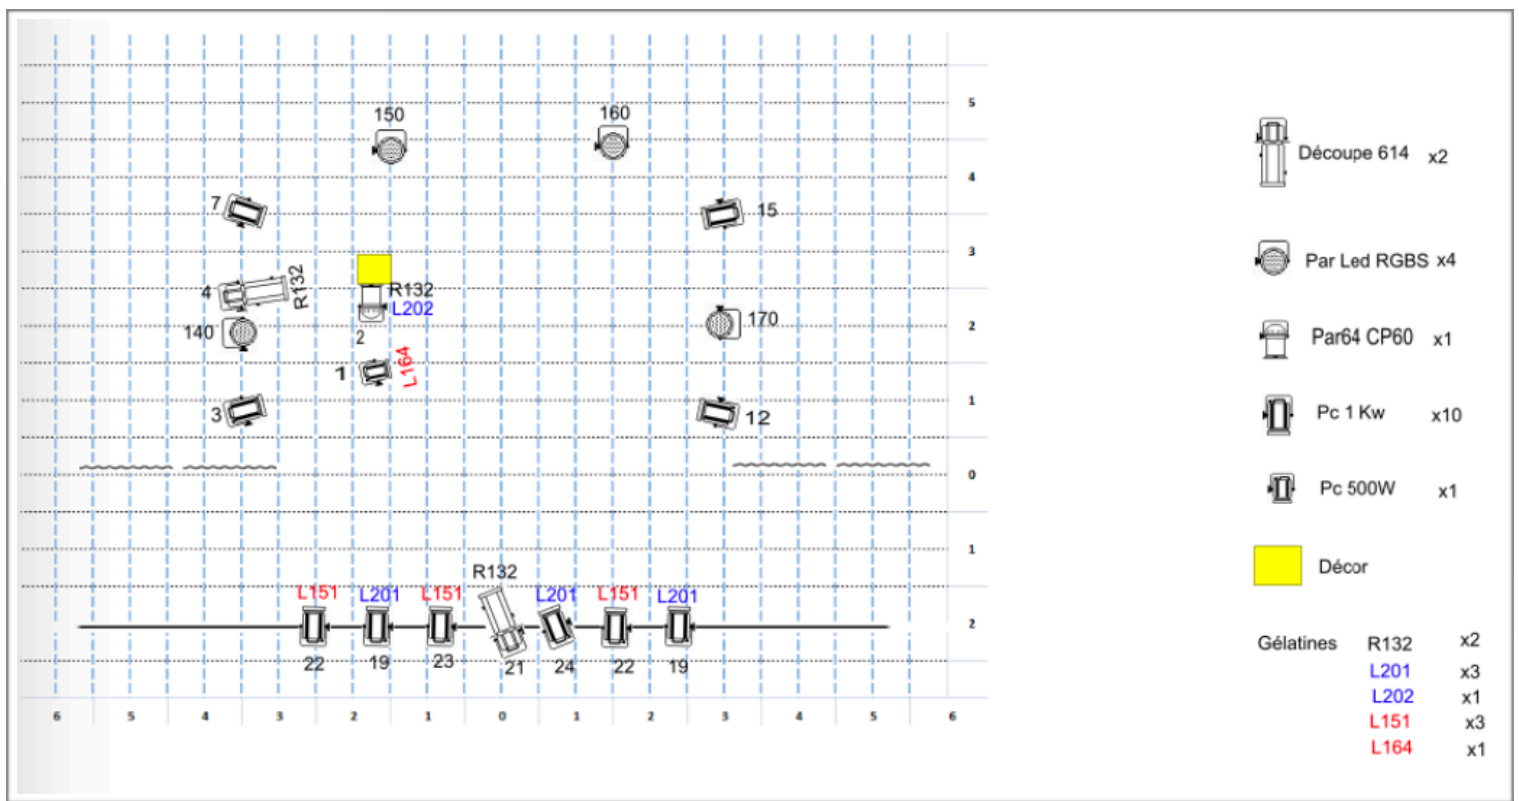 5
150
160
4
7
15
3
4
R132
R132
L202
140
2
170
2
1
L164
1
3
12
0
1
R132
L151
L201
L151
L201
L151
L201
2
22
19
23
21
24
22
19
6
5
4
3
2
1
0
1
2
3
4
5
6
Découpe 614 x2
Par Led RGBS x4
Par64 CP60 x1
Pc 1 Kw x10
Pc 500W x1
Décor
Gélatines R132 x2
L201 x3
L202 x1
L151 x3
L164 x1